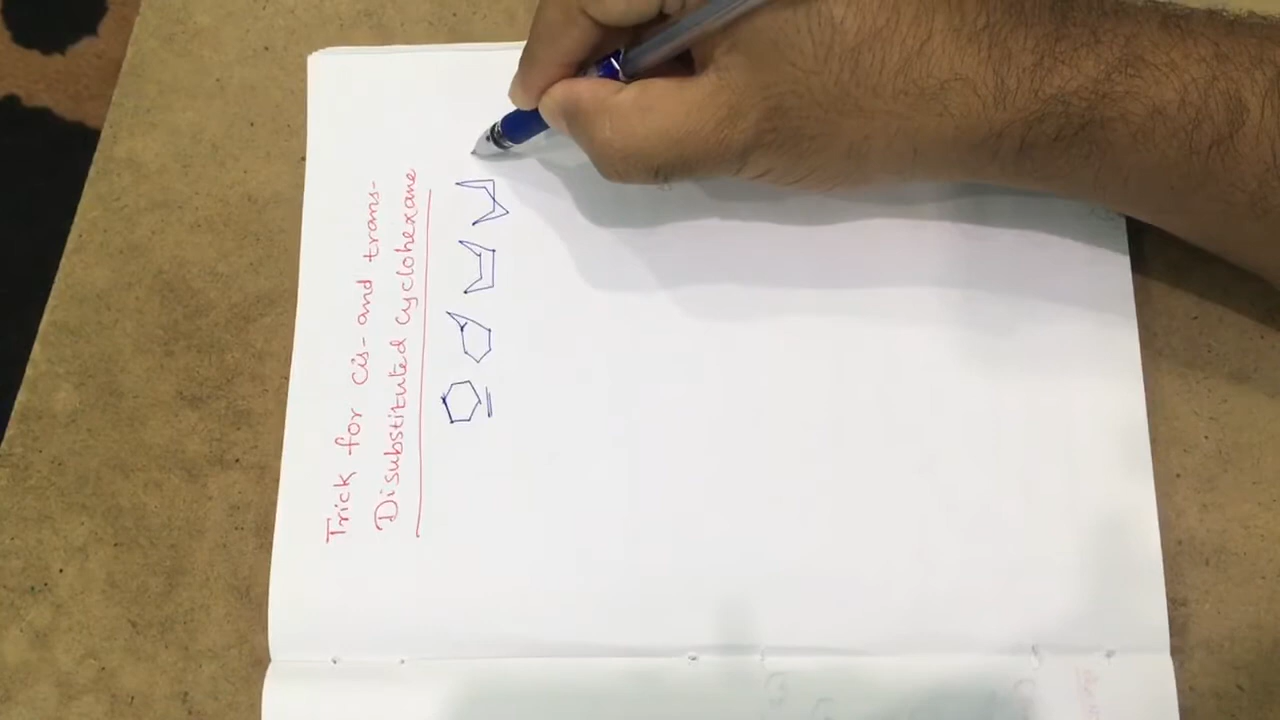 Trick for cis- and trans-
Disubstituted cyclohexane